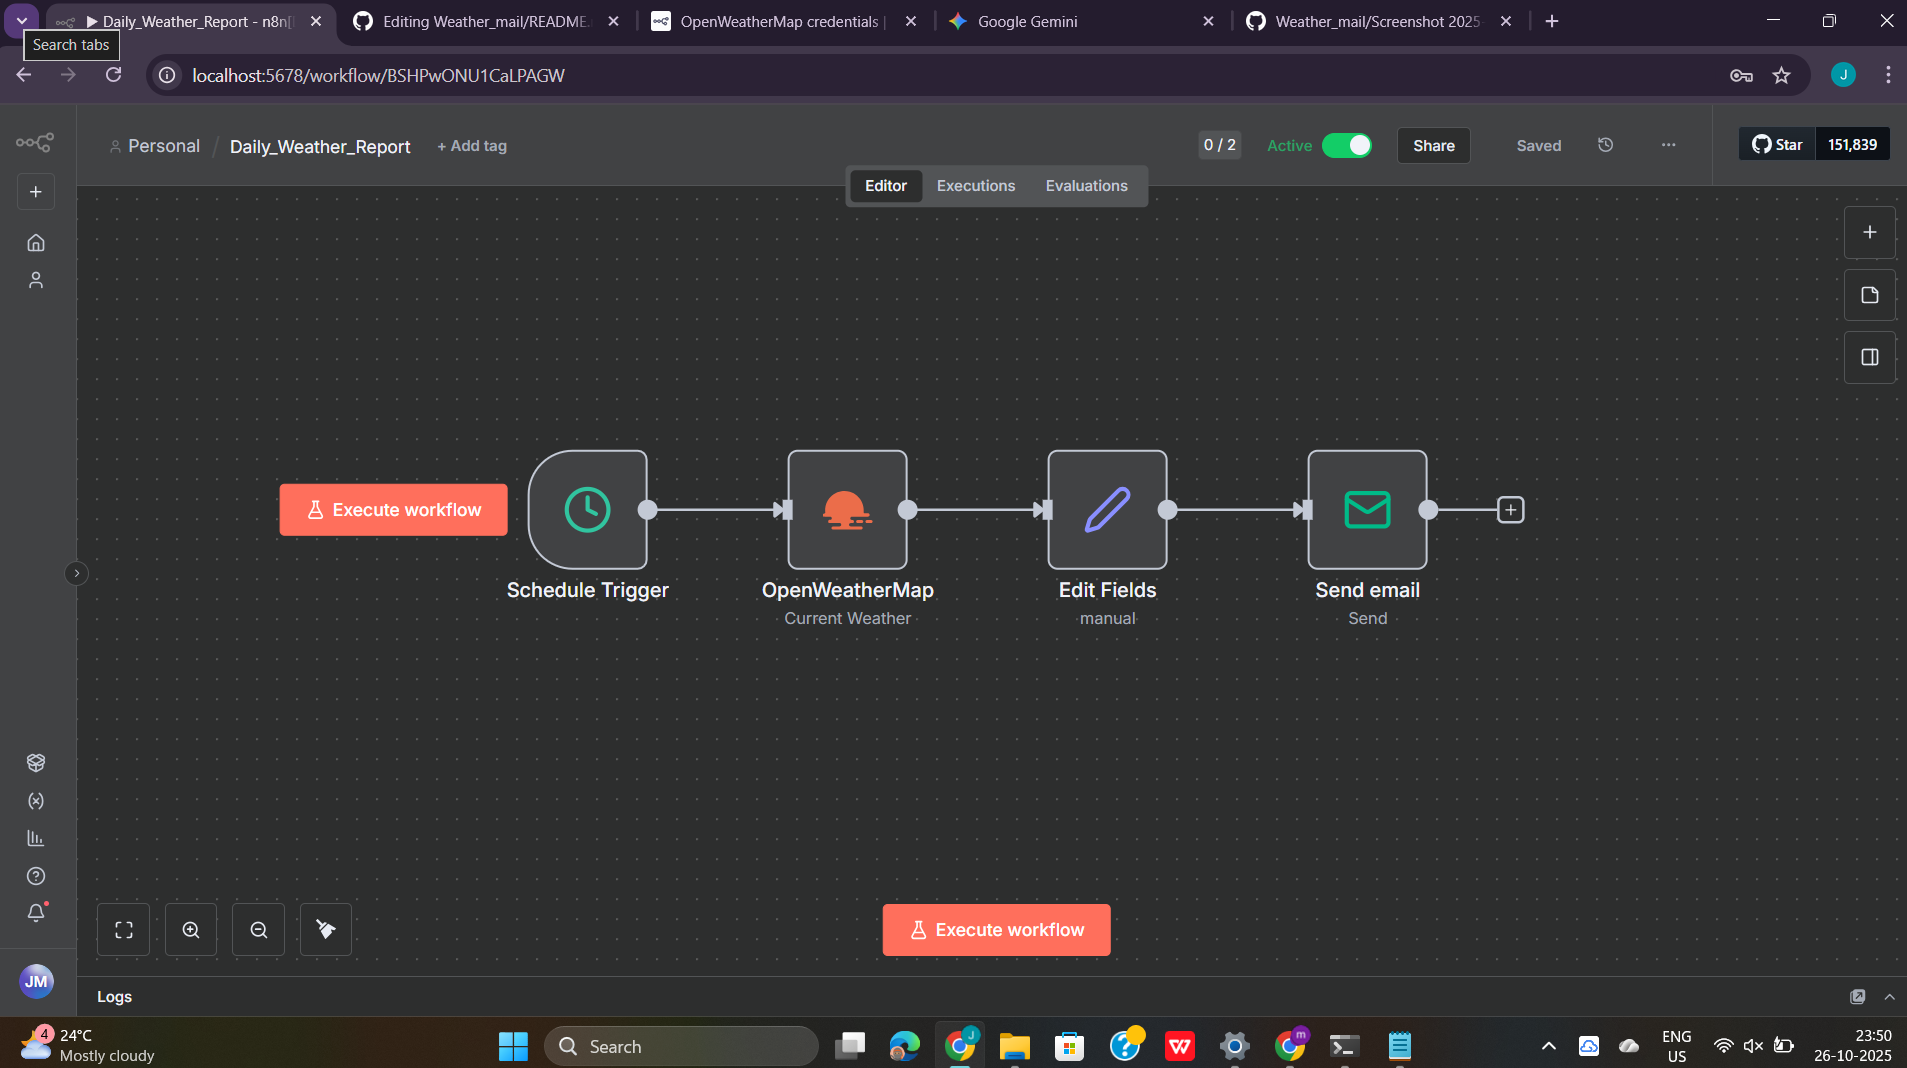 Daily_Weather_Report - n8n[
Editing Weather_mail/README.
OpenWeatherMap credentials |
Google Gemini
Weather_mail/Screenshot 2025-
Search tabs
localhost:5678/workflow/BSHPwONU1CaLPAGW
J
Personal / Daily_Weather_Report + Add tag
0 / 2
Active
Share
Saved
Star 151,839
Editor
Executions
Evaluations
Execute workflow
Schedule Trigger
OpenWeatherMap
Current Weather
Edit Fields
manual
Send email
Send
Execute workflow
JM
Logs
4
24°C
Mostly cloudy
Search
J
W
m
ENG
US
23:50
26-10-2025